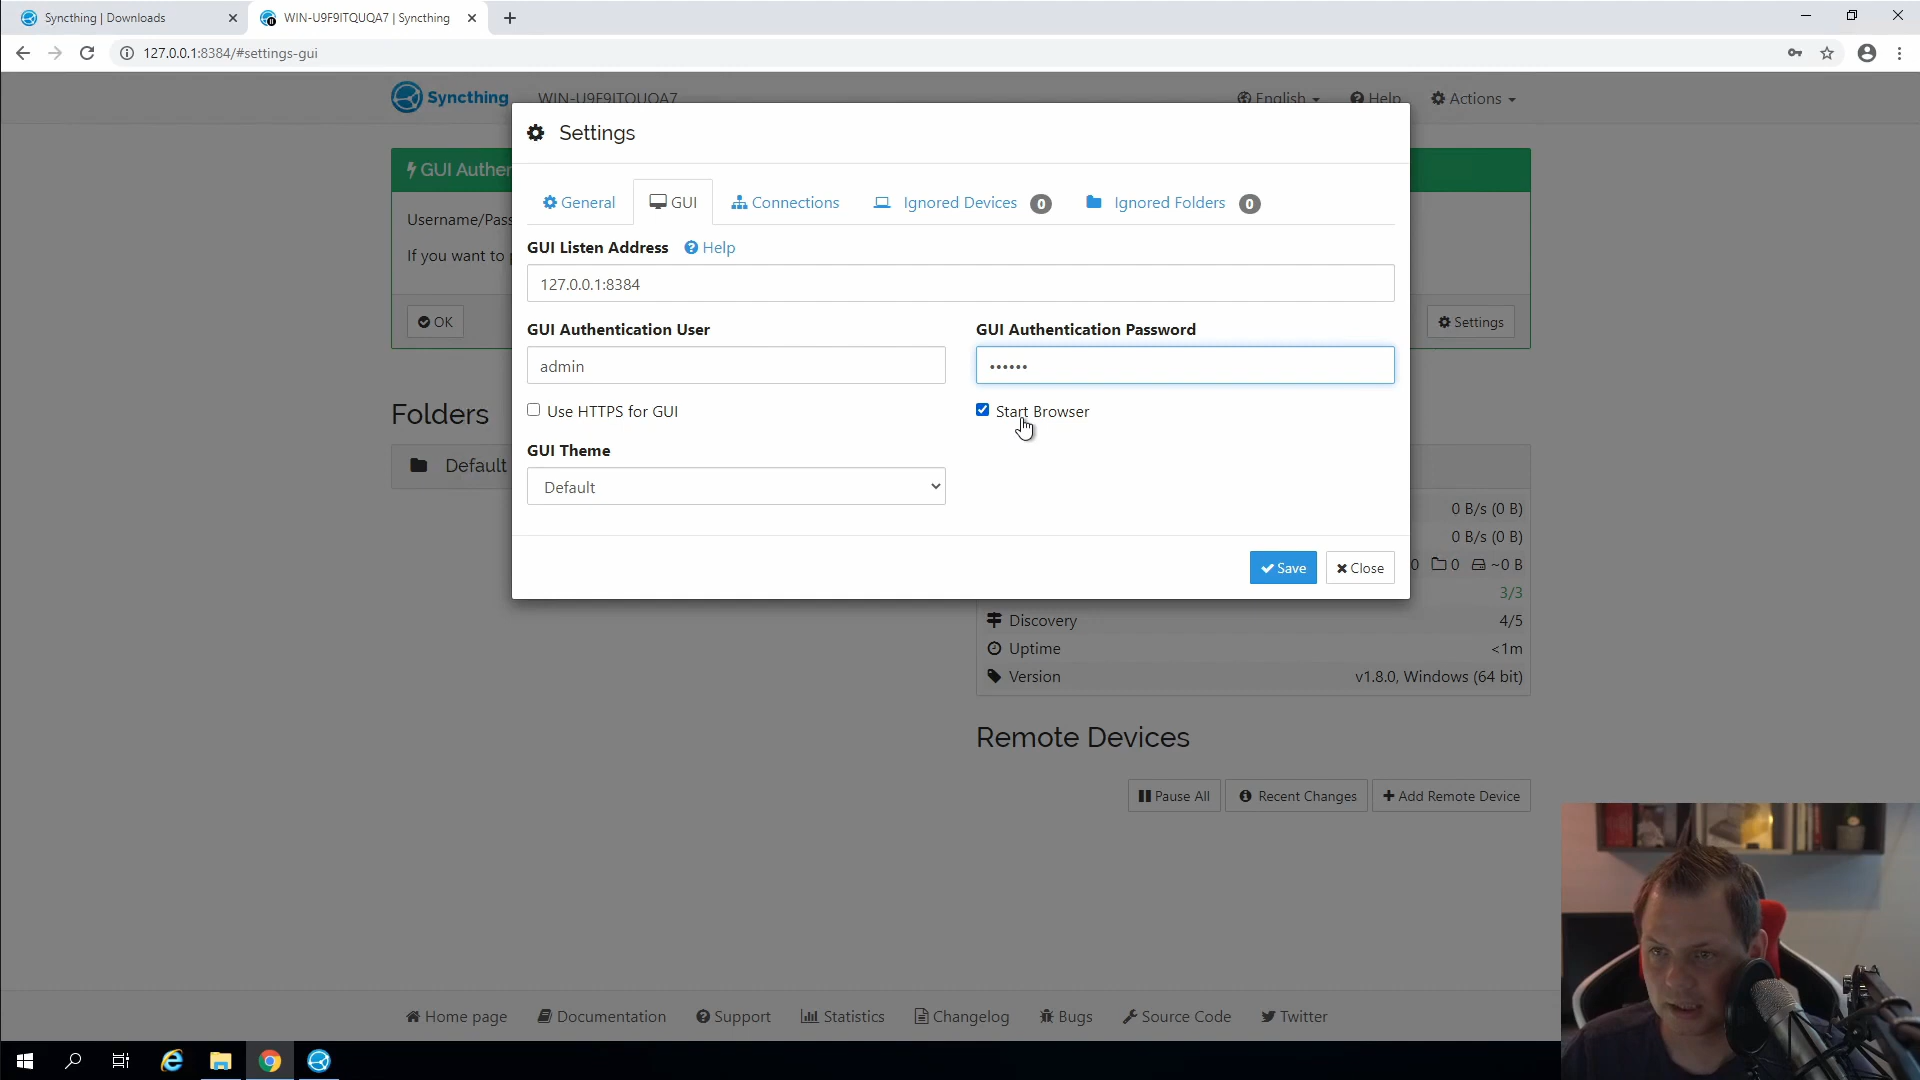 Syncthing | Downloads
WIN-U9F9ITQUQA7 | Syncthing
127.0.0.1:8384/#settings-gui
Syncthing
WIN-U9F9ITQUQA7
English
Help
Actions
Settings
GUI Authen
General
GUI
Connections
Ignored Devices 0
Ignored Folders 0
Username/Pass
If you want to p
OK
Settings
GUI Listen Address
Help
127.0.0.1:8384
GUI Authentication User
GUI Authentication Password
admin
••••••
Use HTTPS for GUI
Start Browser
GUI Theme
Default
Save
Close
Folders
Default
0 B/s (0 B)
0 B/s (0 B)
0 0 ~0 B
3/3
Discovery 4/5
Uptime <1m
Version v1.8.0, Windows (64 bit)
Remote Devices
Pause All
Recent Changes
Add Remote Device
Home page
Documentation
Support
Statistics
Changelog
Bugs
Source Code
Twitter